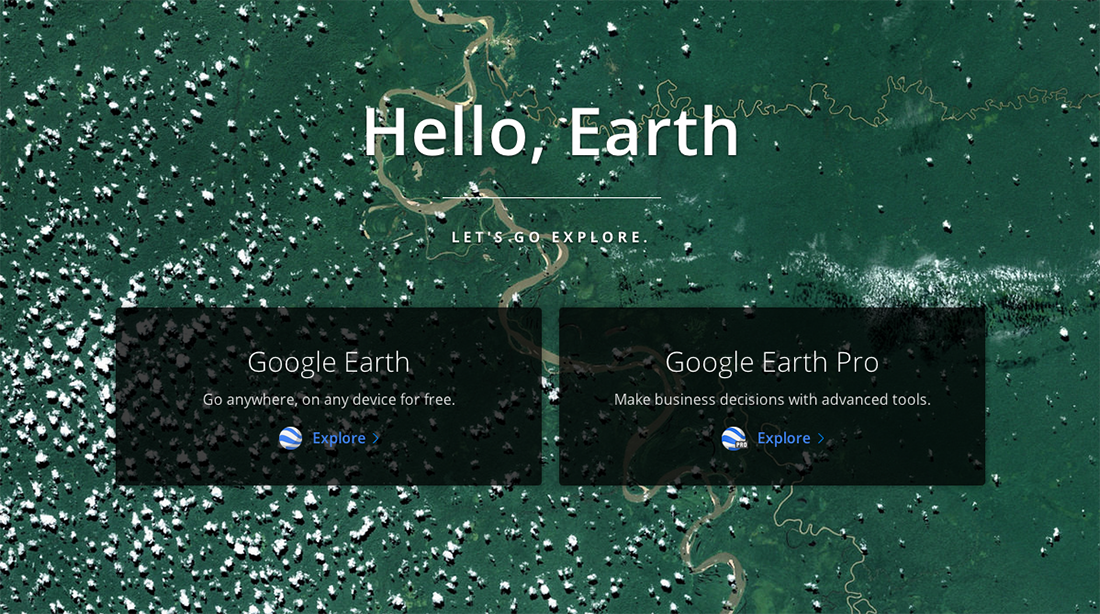 Hello, Earth
LET'S GO EXPLORE.
Google Earth
Go anywhere, on any device for free.
Explore
Google Earth Pro
Make business decisions with advanced tools.
PRO
Explore